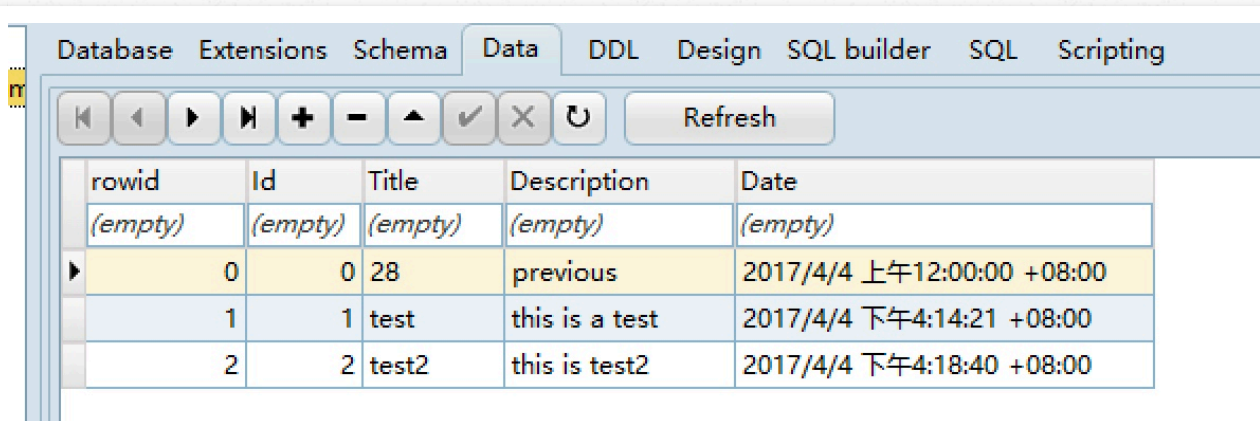 Database Extensions Schema Data DDL Design SQL builder SQL Scripting
Refresh
rowid Id Title Description Date
(empty) (empty) (empty) (empty) (empty)
0 0 28 previous 2017/4/4 上午12:00:00 +08:00
1 1 test this is a test 2017/4/4 下午4:14:21 +08:00
2 2 test2 this is test2 2017/4/4 下午4:18:40 +08:00